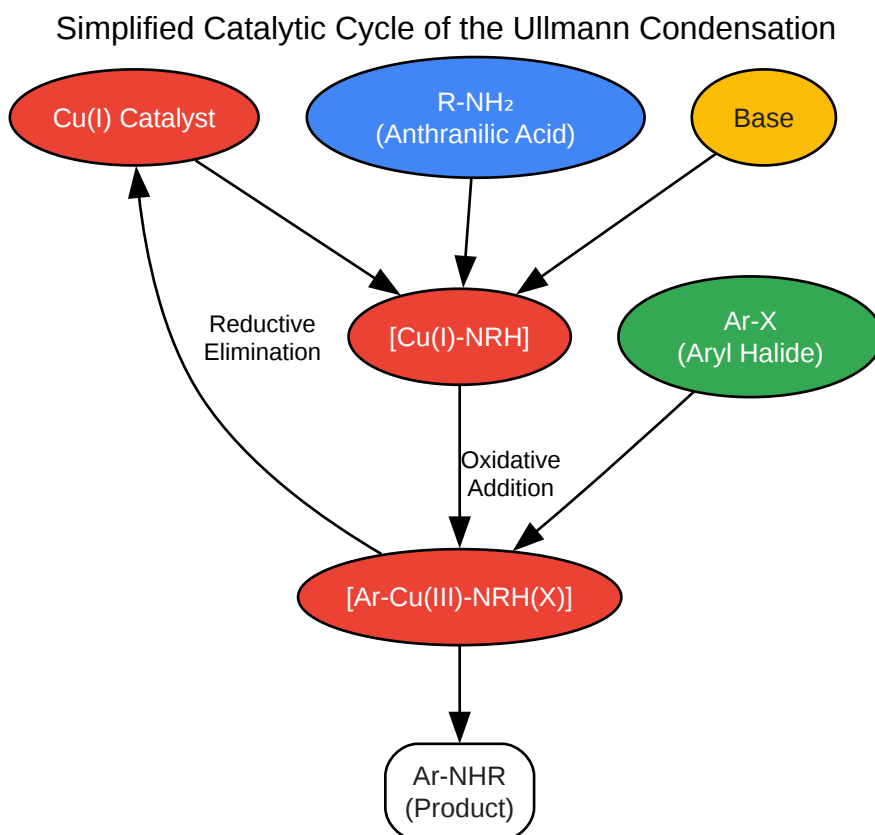 Simplified Catalytic Cycle of the Ullmann Condensation
Cu(I) Catalyst
R-NH₂
(Anthranilic Acid)
Base
[Cu(I)-NRH]
Ar-X
(Aryl Halide)
Reductive
Elimination
Oxidative
Addition
[Ar-Cu(III)-NRH(X)]
Ar-NHR
(Product)